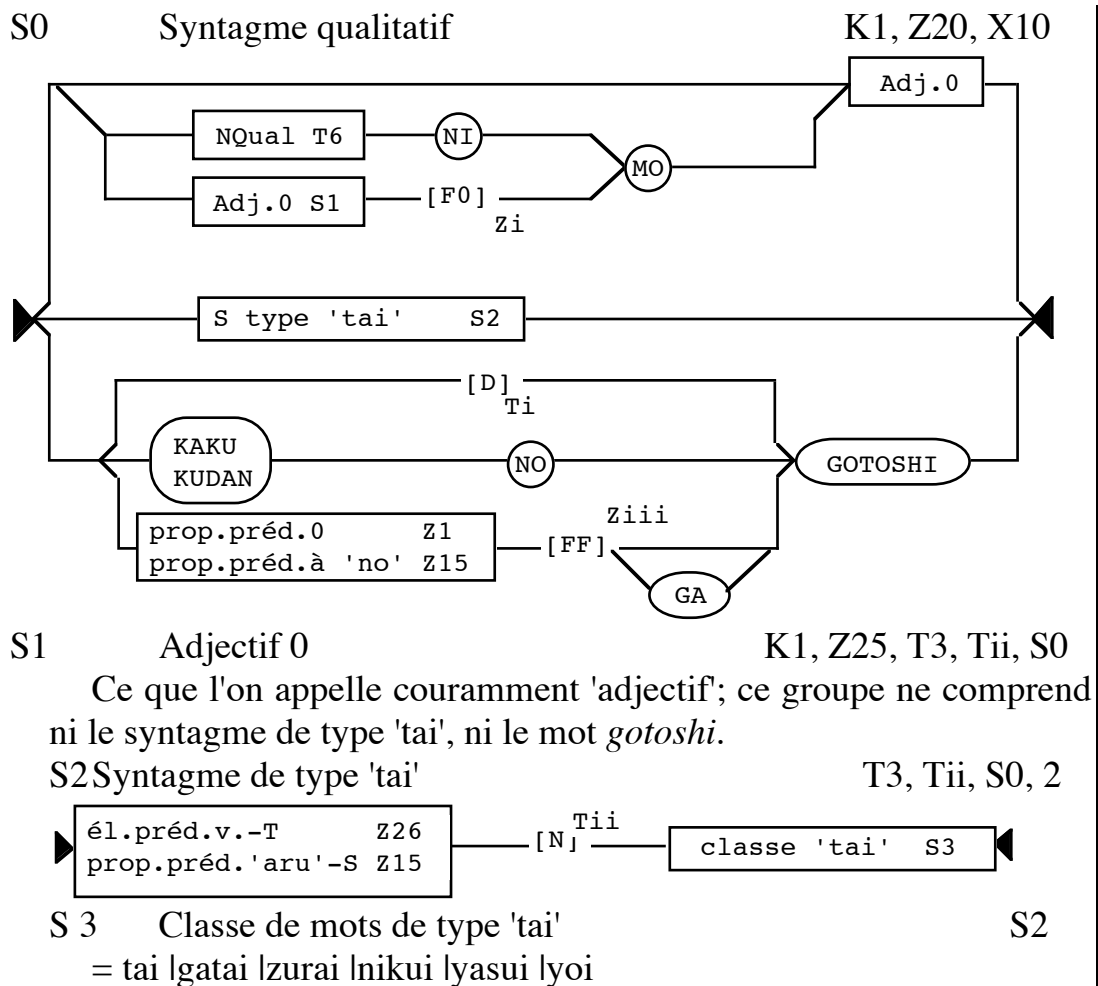 S0 Syntagme qualitatif K1, Z20, X10
Adj.0
NQual T6 NI
MO
Adj.0 S1 [F0]
Zi
S type 'tai' S2
[D]
Ti
KAKU
KUDAN
NO
GOTOSHI
Ziii
prop.préd.0 Z1
prop.préd.à 'no' Z15
[FF]
GA
S1 Adjectif 0 K1, Z25, T3, Tii, S0
Ce que l'on appelle couramment 'adjectif'; ce groupe ne comprend
ni le syntagme de type 'tai', ni le mot gotoshi.
S2 Syntagme de type 'tai' T3, Tii, S0, 2
él.préd.v.-T Z26
prop.préd.'aru'-S Z15
[N]
Tii
classe 'tai' S3
S 3 Classe de mots de type 'tai' S2
= tai |gatai |zurai |nikui |yasui |yoi